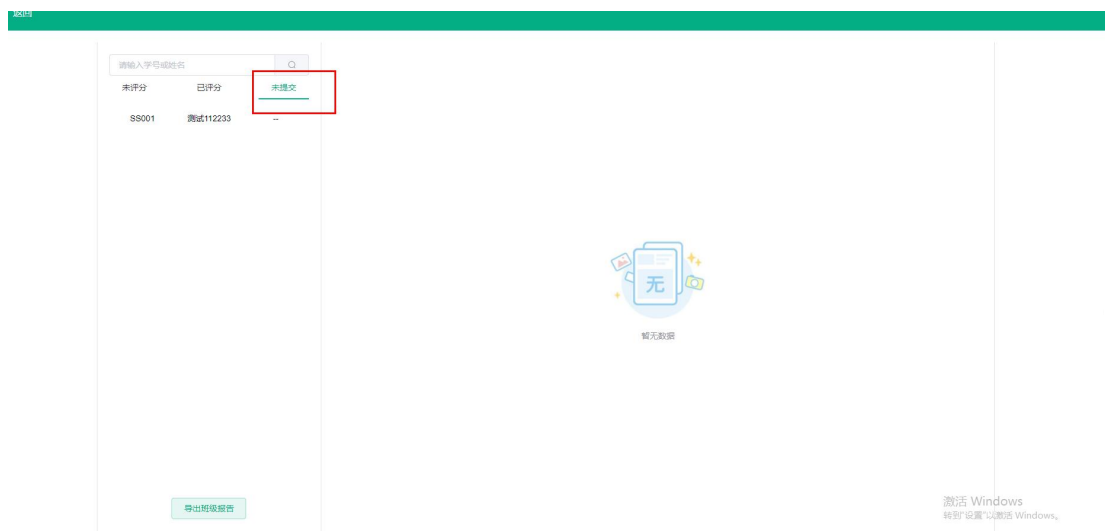 返回
请输入学号或姓名
未评分 已评分 未提交
SS001 测试112233 --
无
暂无数据
导出班级报告
激活 Windows
转到"设置"以激活 Windows。